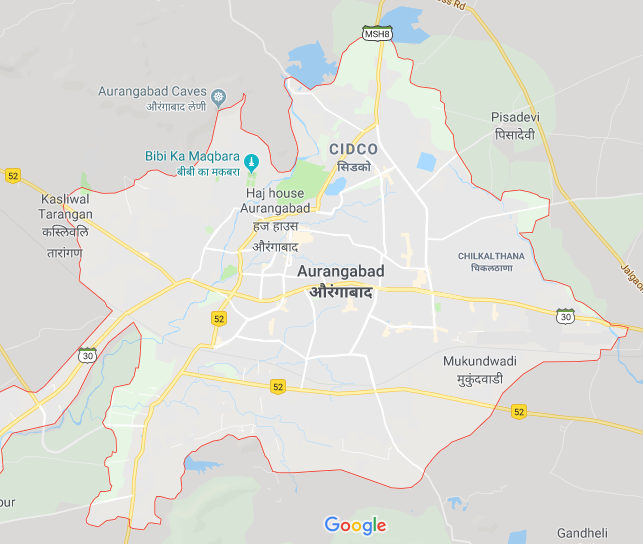 ss Rd
MSH8
Aurangabad Caves
औरंगाबाद लेणी
Pisadevi
पिसादेवी
CIDCO
सिडको
Bibi Ka Maqbara
बीबी का मकबरा
52
Kasliwal
Tarangan
कस्लिवलि
तारांगण
Haj house
Aurangabad
हज हाउस
औरंगाबाद
CHILKALTHANA
चिकलठाणा
Jalgaon
Aurangabad
औरंगाबाद
52
30
30
Mukundwadi
मुकुंदवाडी
52
52
pur
Google
Gandheli